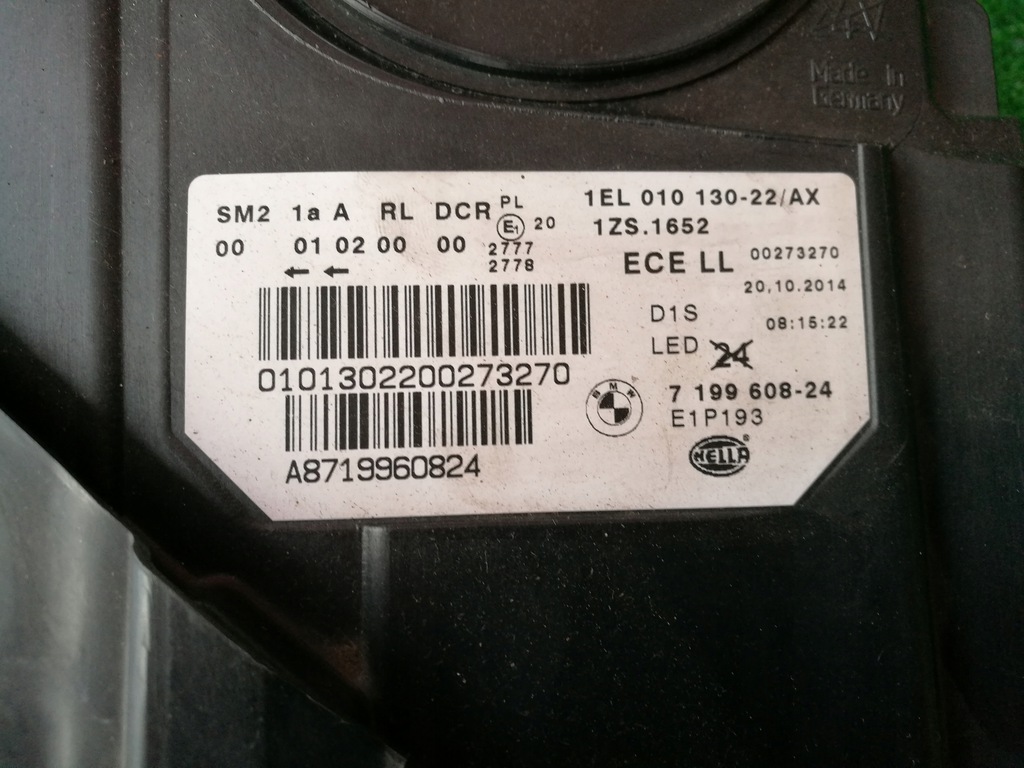 24V
Made in
Germany
SM2 1a A RL DCR PL
E1 20
00 01 02 00 00
2777
2778
← ←
1EL 010 130-22/AX
1ZS.1652
ECE LL 00273270
20.10.2014
D1S 08:15:22
LED 24
0101302200273270
A8719960824
BMW
7 199 608-24
E1P193
HELLA